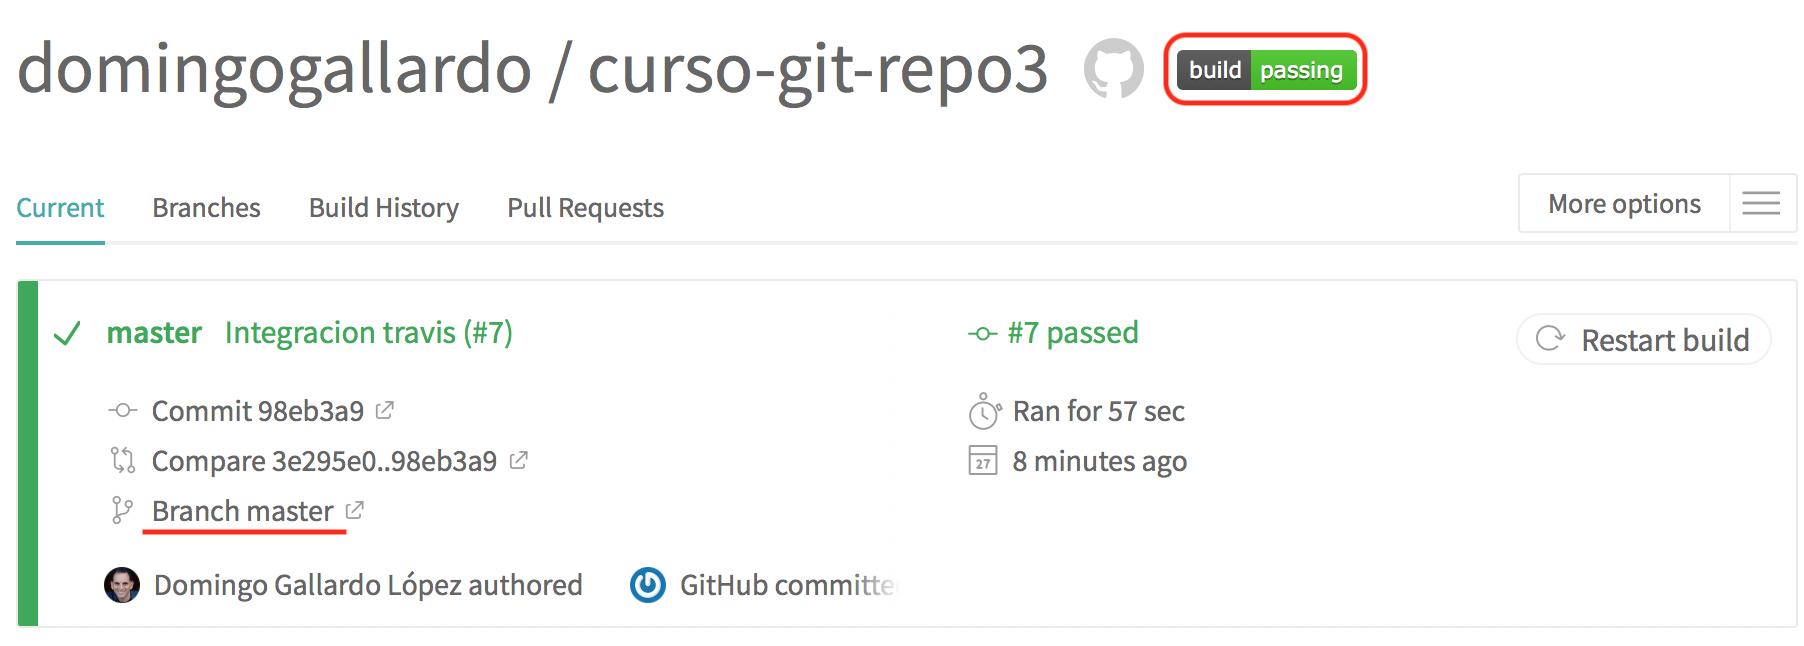 domingogallardo / curso-git-repo3 build passing
Current Branches Build History Pull Requests More options
master Integracion travis (#7) #7 passed Restart build
Commit 98eb3a9 Ran for 57 sec
Compare 3e295e0..98eb3a9 27 8 minutes ago
Branch master
Domingo Gallardo López authored GitHub committe